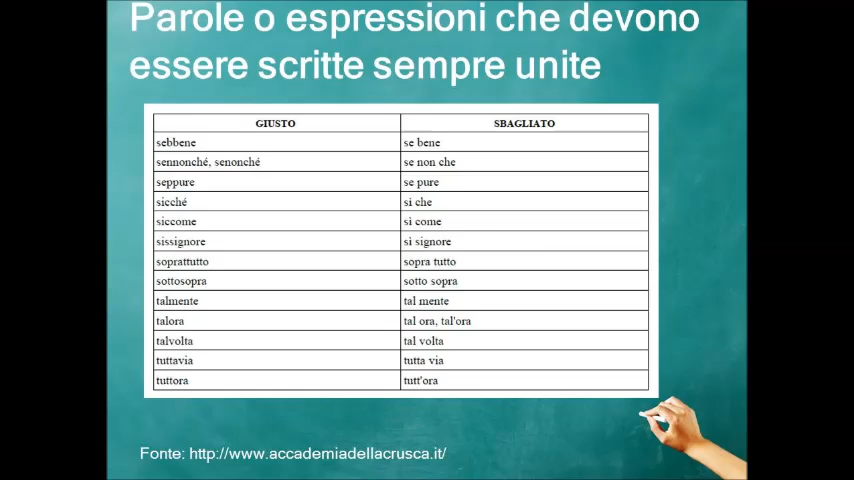 Parole o espressioni che devono
essere scritte sempre unite
GIUSTO SBAGLIATO
sebbene se bene
sennonché, senonché se non che
seppure se pure
sicché si che
siccome sì come
sissignore sì signore
soprattutto sopra tutto
sottosopra sotto sopra
talmente tal mente
talora tal ora, tal'ora
talvolta tal volta
tuttavia tutta via
tuttora tutt'ora
Fonte: http://www.accademiadellacrusca.it/